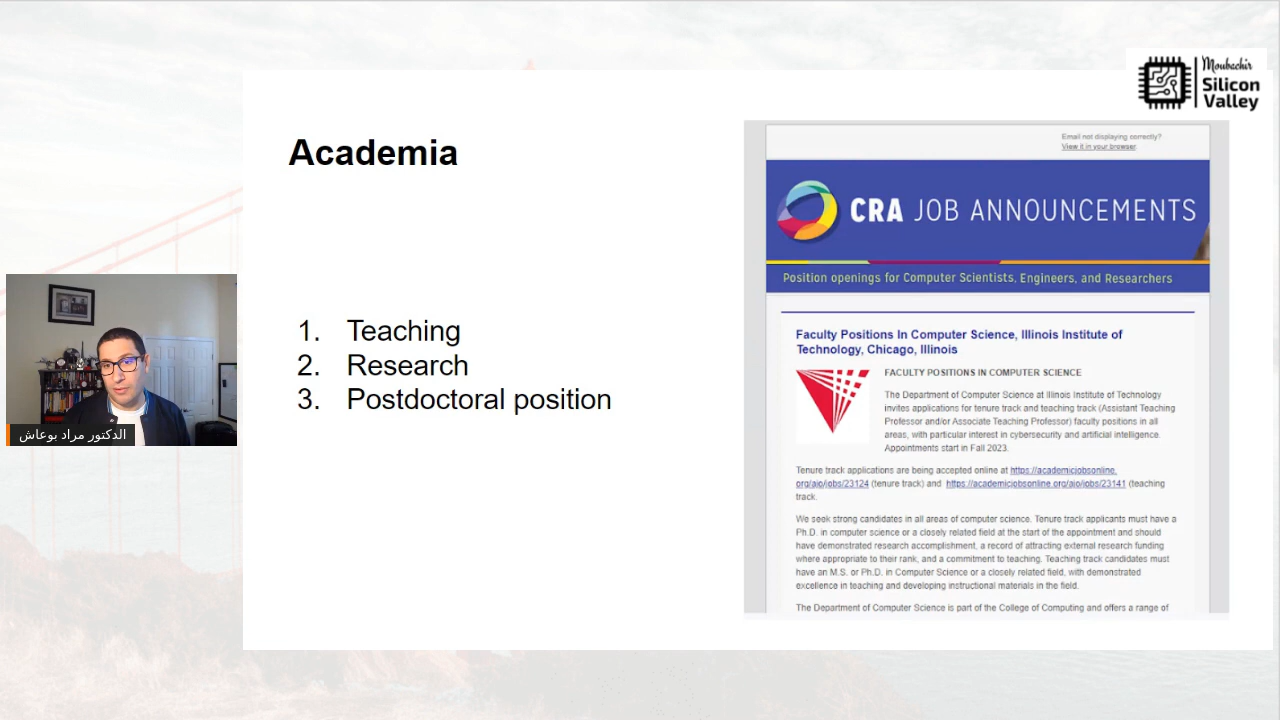 Moubachir
Silicon
Valley
Academia
1. Teaching
2. Research
3. Postdoctoral position
الدكتور مراد بوعاش
Email not displaying correctly?
View it in your browser.
CRA JOB ANNOUNCEMENTS
Position openings for Computer Scientists, Engineers, and Researchers
Faculty Positions In Computer Science, Illinois Institute of
Technology, Chicago, Illinois
FACULTY POSITIONS IN COMPUTER SCIENCE
The Department of Computer Science at Illinois Institute of Technology
invites applications for tenure track and teaching track (Assistant Teaching
Professor and/or Associate Teaching Professor) faculty positions in all
areas, with particular interest in cybersecurity and artificial intelligence.
Appointments start in Fall 2023.
Tenure track applications are being accepted online at https://academicjobsonline.
org/ajo/jobs/23124 (tenure track) and https://academicjobsonline.org/ajo/jobs/23141 (teaching
track.
We seek strong candidates in all areas of computer science. Tenure track applicants must have a
Ph.D. in computer science or a closely related field at the start of the appointment and should
have demonstrated research accomplishment, a record of attracting external research funding
where appropriate to their rank, and a commitment to teaching. Teaching track candidates must
have an M.S. or Ph.D. in Computer Science or a closely related field, with demonstrated
excellence in teaching and developing instructional materials in the field.
The Department of Computer Science is part of the College of Computing and offers a range of